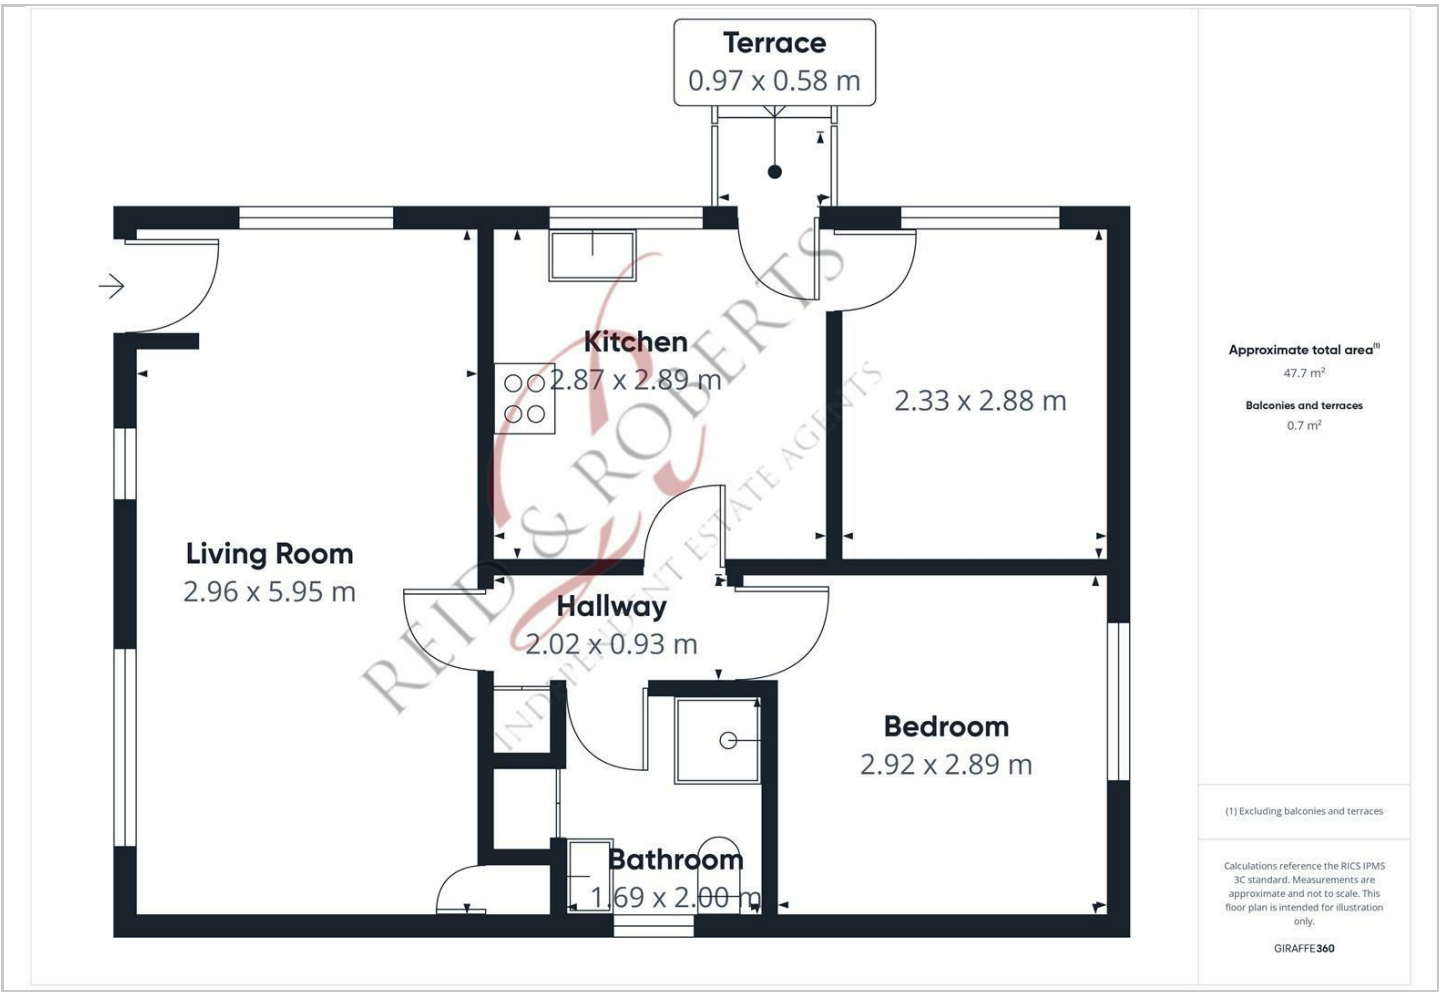 Terrace
0.97 x 0.58 m
Kitchen
2.87 x 2.89 m
2.33 x 2.88 m
Living Room
2.96 x 5.95 m
Hallway
2.02 x 0.93 m
Bedroom
2.92 x 2.89 m
Bathroom
1.69 x 2.00 m
REID & ROBERTS
INDEPENDENT ESTATE AGENTS
Approximate total area(1)
47.7 m²
Balconies and terraces
0.7 m²
(1) Excluding balconies and terraces
Calculations reference the RICS IPMS
3C standard. Measurements are
approximate and not to scale. This
floor plan is intended for illustration
only.
GIRAFFE360